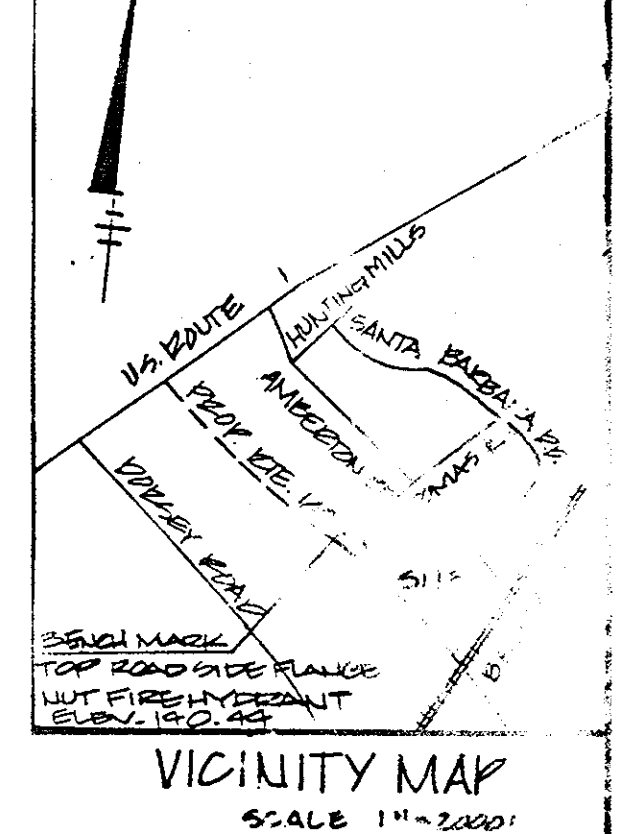 U.S. ROUTE 1
HUNTING MILLS
SANTA BARBARA DR.
AMBERTON
PROP. RTE.
DORSEY ROAD
BENCH MARK
TOP ROAD SIDE FLANGE
NUT FIRE HYDRANT
ELEV. 140.44
VICINITY MAP
SCALE 1"=2000'